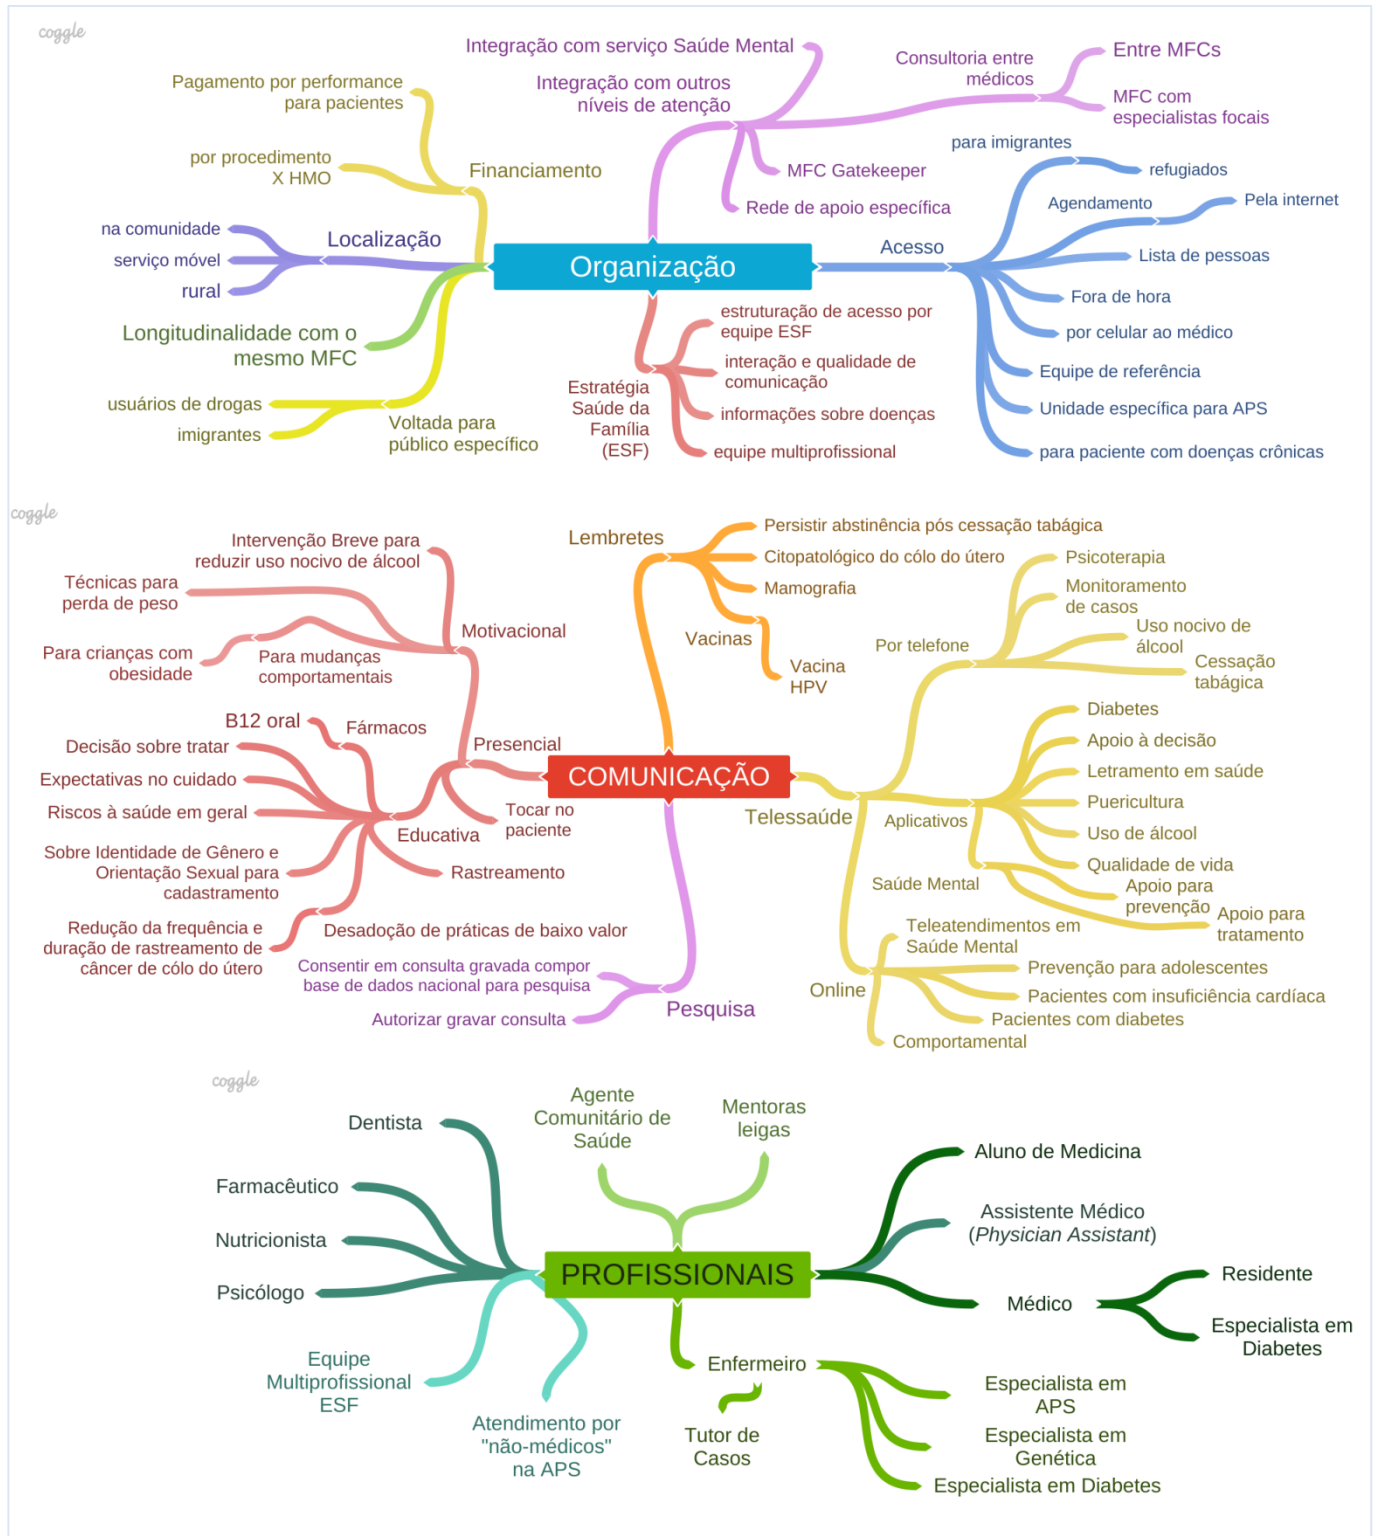 coggle
Integração com serviço Saúde Mental
Integração com outros
níveis de atenção
Consultoria entre
médicos
Entre MFCs
MFC com
especialistas focais
MFC Gatekeeper
Rede de apoio específica
Pagamento por performance
para pacientes
por procedimento
X HMO
Financiamento
na comunidade
serviço móvel
rural
Localização
Longitudinalidade com o
mesmo MFC
usuários de drogas
imigrantes
Voltada para
público específico
Organização
Acesso
para imigrantes
refugiados
Agendamento
Pela internet
Lista de pessoas
Fora de hora
por celular ao médico
Equipe de referência
Unidade específica para APS
para paciente com doenças crônicas
estruturação de acesso por
equipe ESF
interação e qualidade de
comunicação
informações sobre doenças
equipe multiprofissional
Estratégia
Saúde da
Família
(ESF)
coggle
Intervenção Breve para
reduzir uso nocivo de álcool
Técnicas para
perda de peso
Para crianças com
obesidade
Para mudanças
comportamentais
Motivacional
B12 oral
Fármacos
Decisão sobre tratar
Expectativas no cuidado
Riscos à saúde em geral
Sobre Identidade de Gênero e
Orientação Sexual para
cadastramento
Redução da frequência e
duração de rastreamento de
câncer de cólo do útero
Desadoção de práticas de baixo valor
Educativa
Rastreamento
Tocar no
paciente
Presencial
Lembretes
Persistir abstinência pós cessação tabágica
Citopatológico do cólo do útero
Mamografia
Vacinas
Vacina
HPV
COMUNICAÇÃO
Consentir em consulta gravada compor
base de dados nacional para pesquisa
Autorizar gravar consulta
Pesquisa
Telessaúde
Por telefone
Psicoterapia
Monitoramento
de casos
Uso nocivo de
álcool
Cessação
tabágica
Aplicativos
Diabetes
Apoio à decisão
Letramento em saúde
Puericultura
Uso de álcool
Qualidade de vida
Saúde Mental
Apoio para
prevenção
Apoio para
tratamento
Online
Teleatendimentos em
Saúde Mental
Prevenção para adolescentes
Pacientes com insuficiência cardíaca
Pacientes com diabetes
Comportamental
coggle
Dentista
Farmacêutico
Nutricionista
Psicólogo
Equipe
Multiprofissional
ESF
Atendimento por
"não-médicos"
na APS
Agente
Comunitário de
Saúde
Mentoras
leigas
PROFISSIONAIS
Aluno de Medicina
Assistente Médico
(Physician Assistant)
Médico
Residente
Especialista em
Diabetes
Enfermeiro
Tutor de
Casos
Especialista em
APS
Especialista em
Genética
Especialista em Diabetes